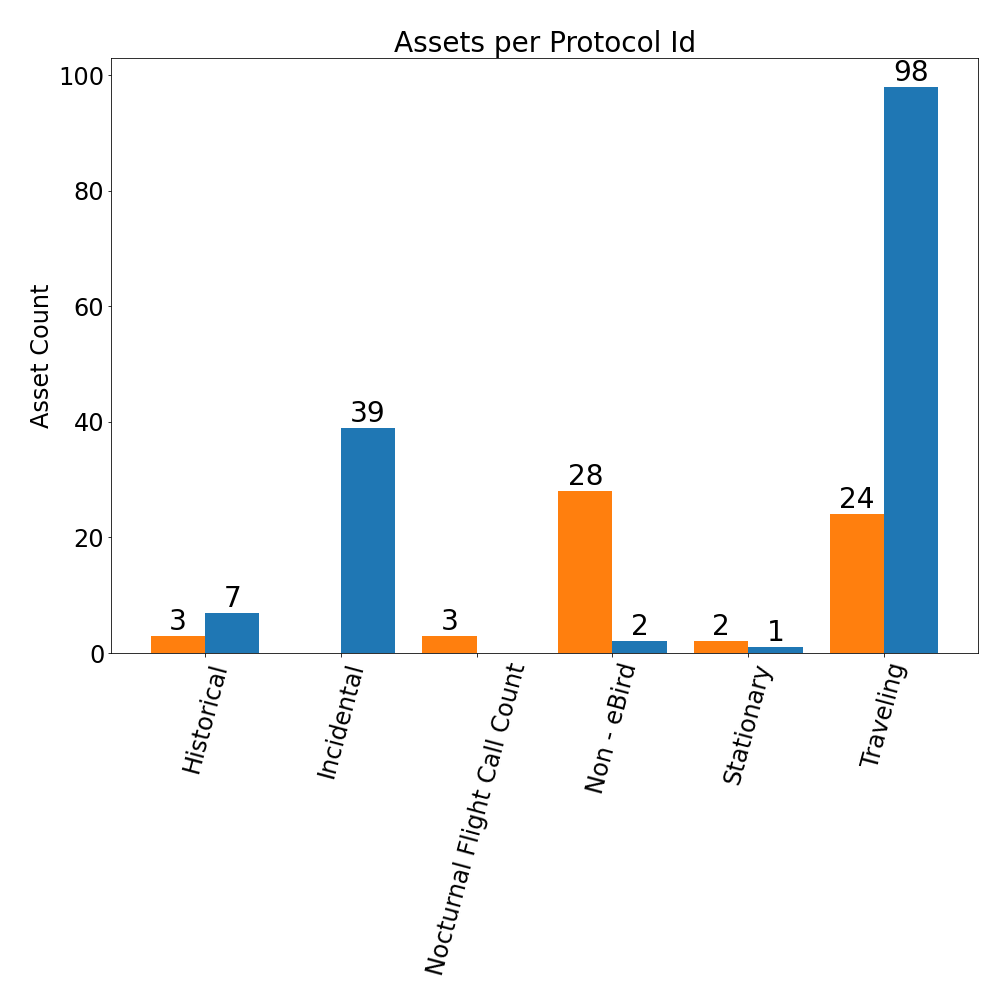 Assets per Protocol Id
Asset Count
100
80
60
40
20
0
3
7
39
3
28
2
2
1
24
98
Historical
Incidental
Nocturnal Flight Call Count
Non - eBird
Stationary
Traveling